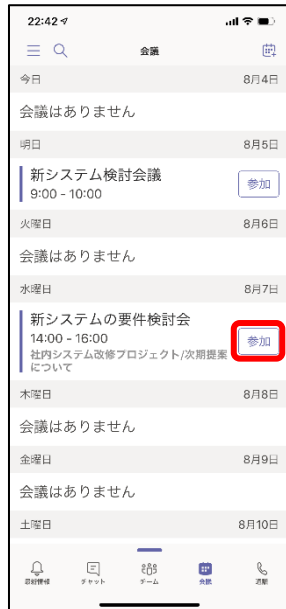 22:42
会議
今日 8月4日
会議はありません
明日 8月5日
新システム検討会議
9:00 - 10:00
参加
火曜日 8月6日
会議はありません
水曜日 8月7日
新システムの要件検討会
14:00 - 16:00
社内システム改修プロジェクト/次期提案
について
参加
木曜日 8月8日
会議はありません
金曜日 8月9日
会議はありません
土曜日 8月10日
最新情報 チャット チーム 会議 通話